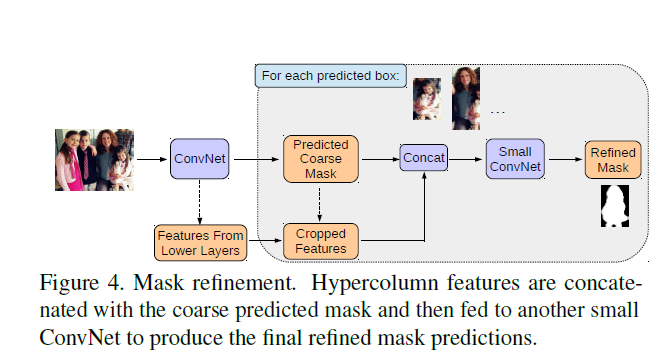 For each predicted box:
...
ConvNet
Predicted
Coarse
Mask
Concat
Small
ConvNet
Refined
Mask
Features From
Lower Layers
Cropped
Features
Figure 4. Mask refinement. Hypercolumn features are concate-
nated with the coarse predicted mask and then fed to another small
ConvNet to produce the final refined mask predictions.